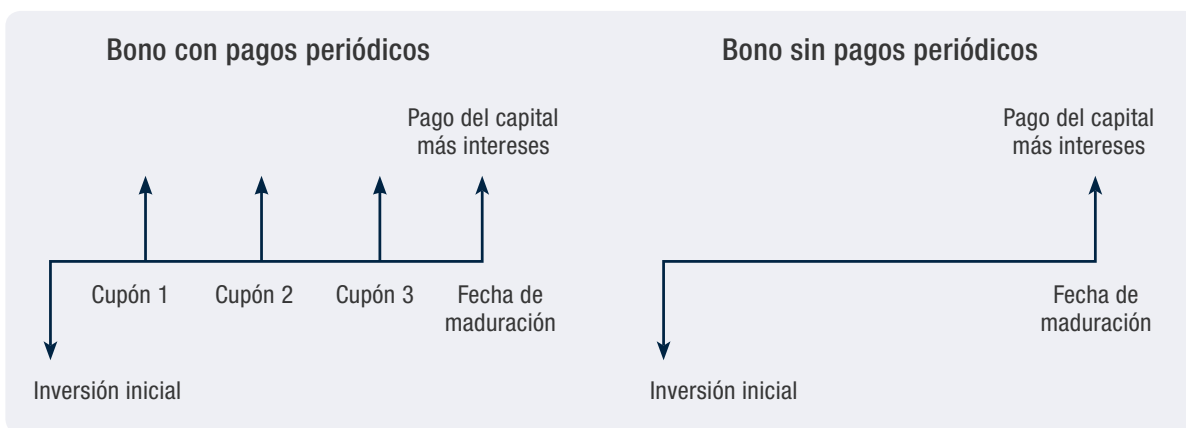 Bono con pagos periódicos
Pago del capital
más intereses
Cupón 1
Cupón 2
Cupón 3
Fecha de
maduración
Inversión inicial
Bono sin pagos periódicos
Pago del capital
más intereses
Fecha de
maduración
Inversión inicial